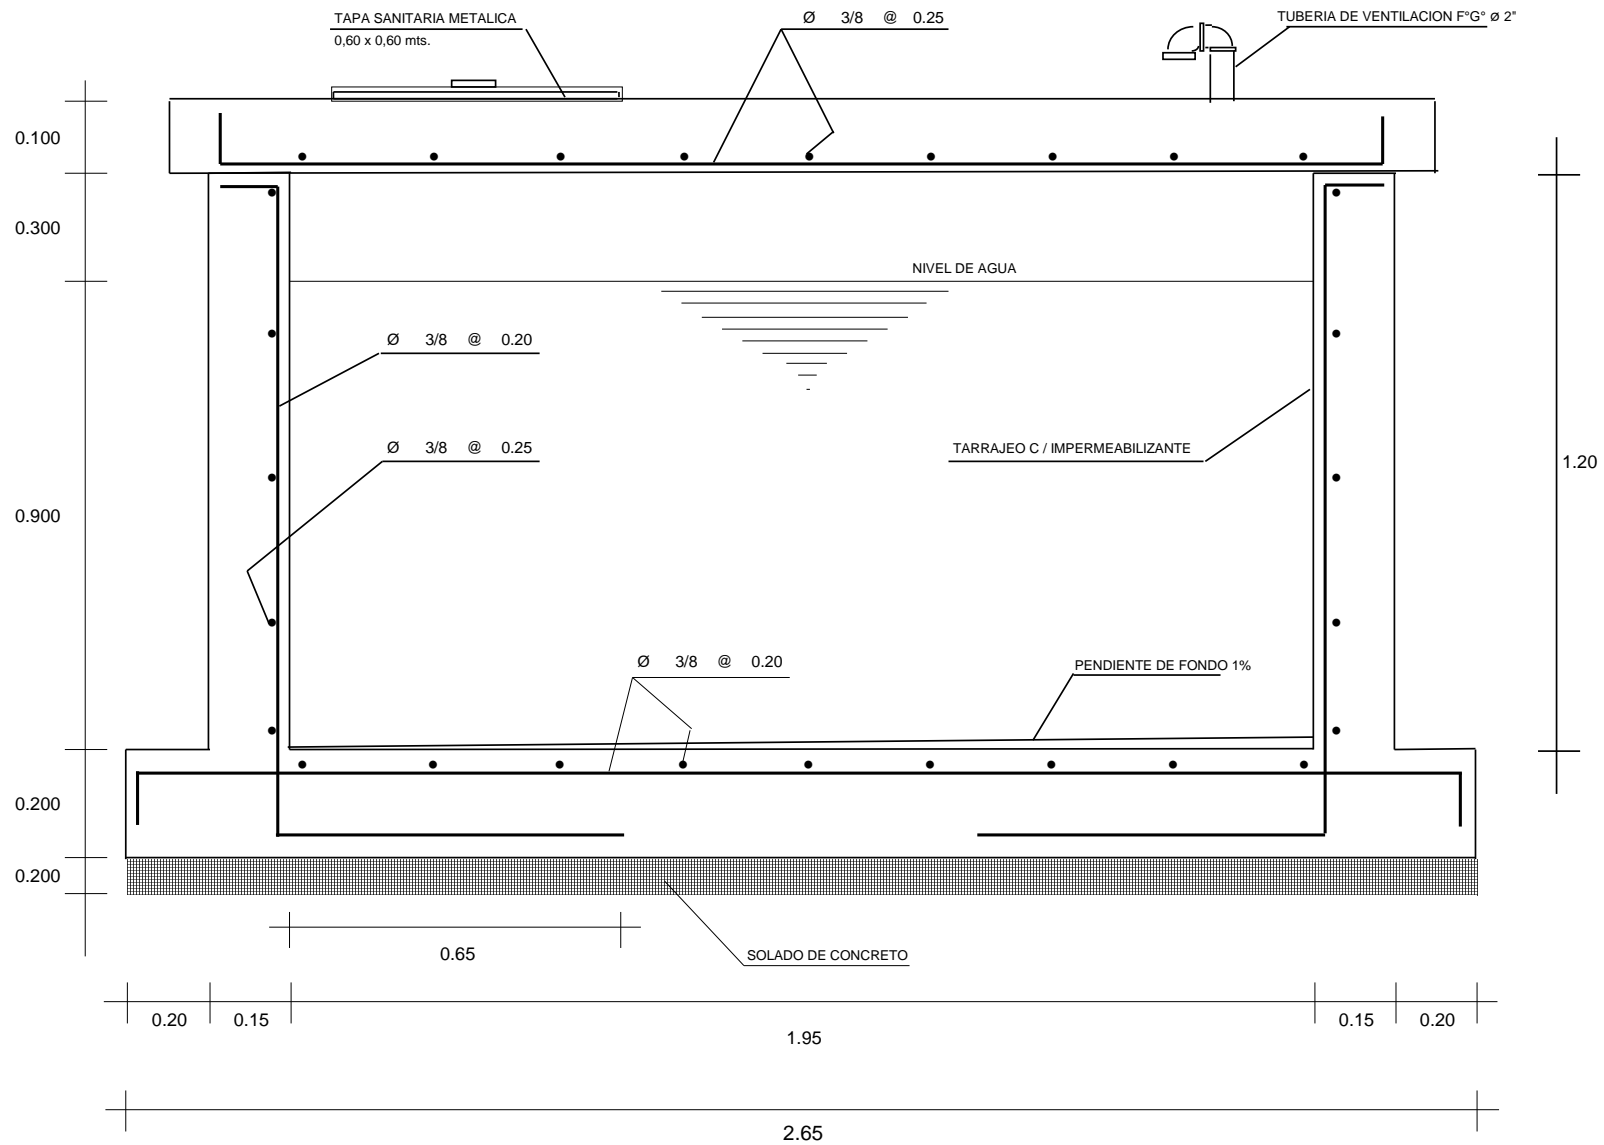 TAPA SANITARIA METALICA
0,60 x 0,60 mts.
Ø 3/8 @ 0.25
TUBERIA DE VENTILACION FºGº ø 2"
0.100
0.300
NIVEL DE AGUA
Ø 3/8 @ 0.20
Ø 3/8 @ 0.25
TARRAJEO C / IMPERMEABILIZANTE
1.20
0.900
Ø 3/8 @ 0.20
PENDIENTE DE FONDO 1%
0.200
0.200
0.65
SOLADO DE CONCRETO
0.20
0.15
1.95
0.15
0.20
2.65